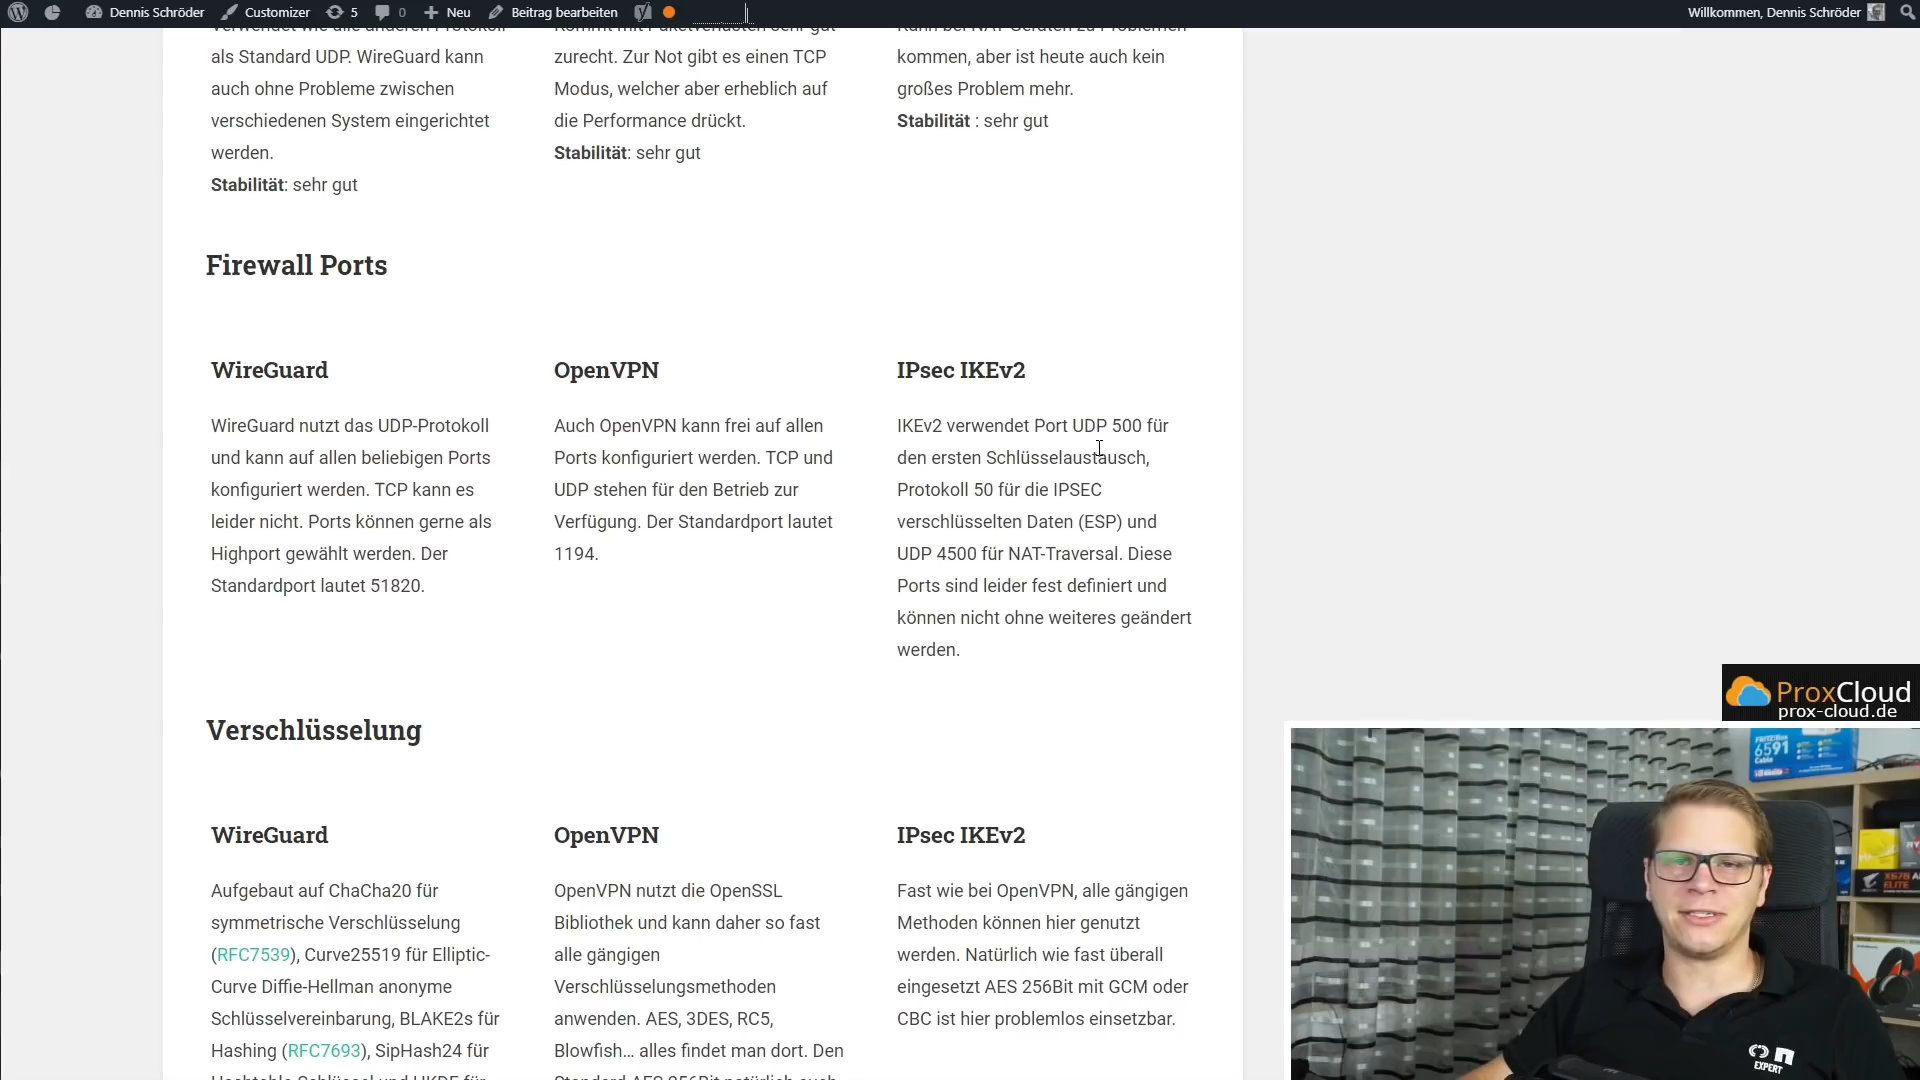 Dennis Schröder
Customizer
5
0
Neu
Beitrag bearbeiten
Willkommen, Dennis Schröder
als Standard UDP. WireGuard kann
auch ohne Probleme zwischen
verschiedenen System eingerichtet
werden.
Stabilität: sehr gut
zurecht. Zur Not gibt es einen TCP
Modus, welcher aber erheblich auf
die Performance drückt.
Stabilität: sehr gut
kommen, aber ist heute auch kein
großes Problem mehr.
Stabilität : sehr gut
Firewall Ports
WireGuard
WireGuard nutzt das UDP-Protokoll
und kann auf allen beliebigen Ports
konfiguriert werden. TCP kann es
leider nicht. Ports können gerne als
Highport gewählt werden. Der
Standardport lautet 51820.
OpenVPN
Auch OpenVPN kann frei auf allen
Ports konfiguriert werden. TCP und
UDP stehen für den Betrieb zur
Verfügung. Der Standardport lautet
1194.
IPsec IKEv2
IKEv2 verwendet Port UDP 500 für
den ersten Schlüsselaustausch,
Protokoll 50 für die IPSEC
verschlüsselten Daten (ESP) und
UDP 4500 für NAT-Traversal. Diese
Ports sind leider fest definiert und
können nicht ohne weiteres geändert
werden.
Verschlüsselung
WireGuard
Aufgebaut auf ChaCha20 für
symmetrische Verschlüsselung
(RFC7539), Curve25519 für Elliptic-
Curve Diffie-Hellman anonyme
Schlüsselvereinbarung, BLAKE2s für
Hashing (RFC7693), SipHash24 für
OpenVPN
OpenVPN nutzt die OpenSSL
Bibliothek und kann daher so fast
alle gängigen
Verschlüsselungsmethoden
anwenden. AES, 3DES, RC5,
Blowfish… alles findet man dort. Den
IPsec IKEv2
Fast wie bei OpenVPN, alle gängigen
Methoden können hier genutzt
werden. Natürlich wie fast überall
eingesetzt AES 256Bit mit GCM oder
CBC ist hier problemlos einsetzbar.
ProxCloud
prox-cloud.de
FRITZ!Box
6591
Cable
X570 A
ELITE
EXPERT